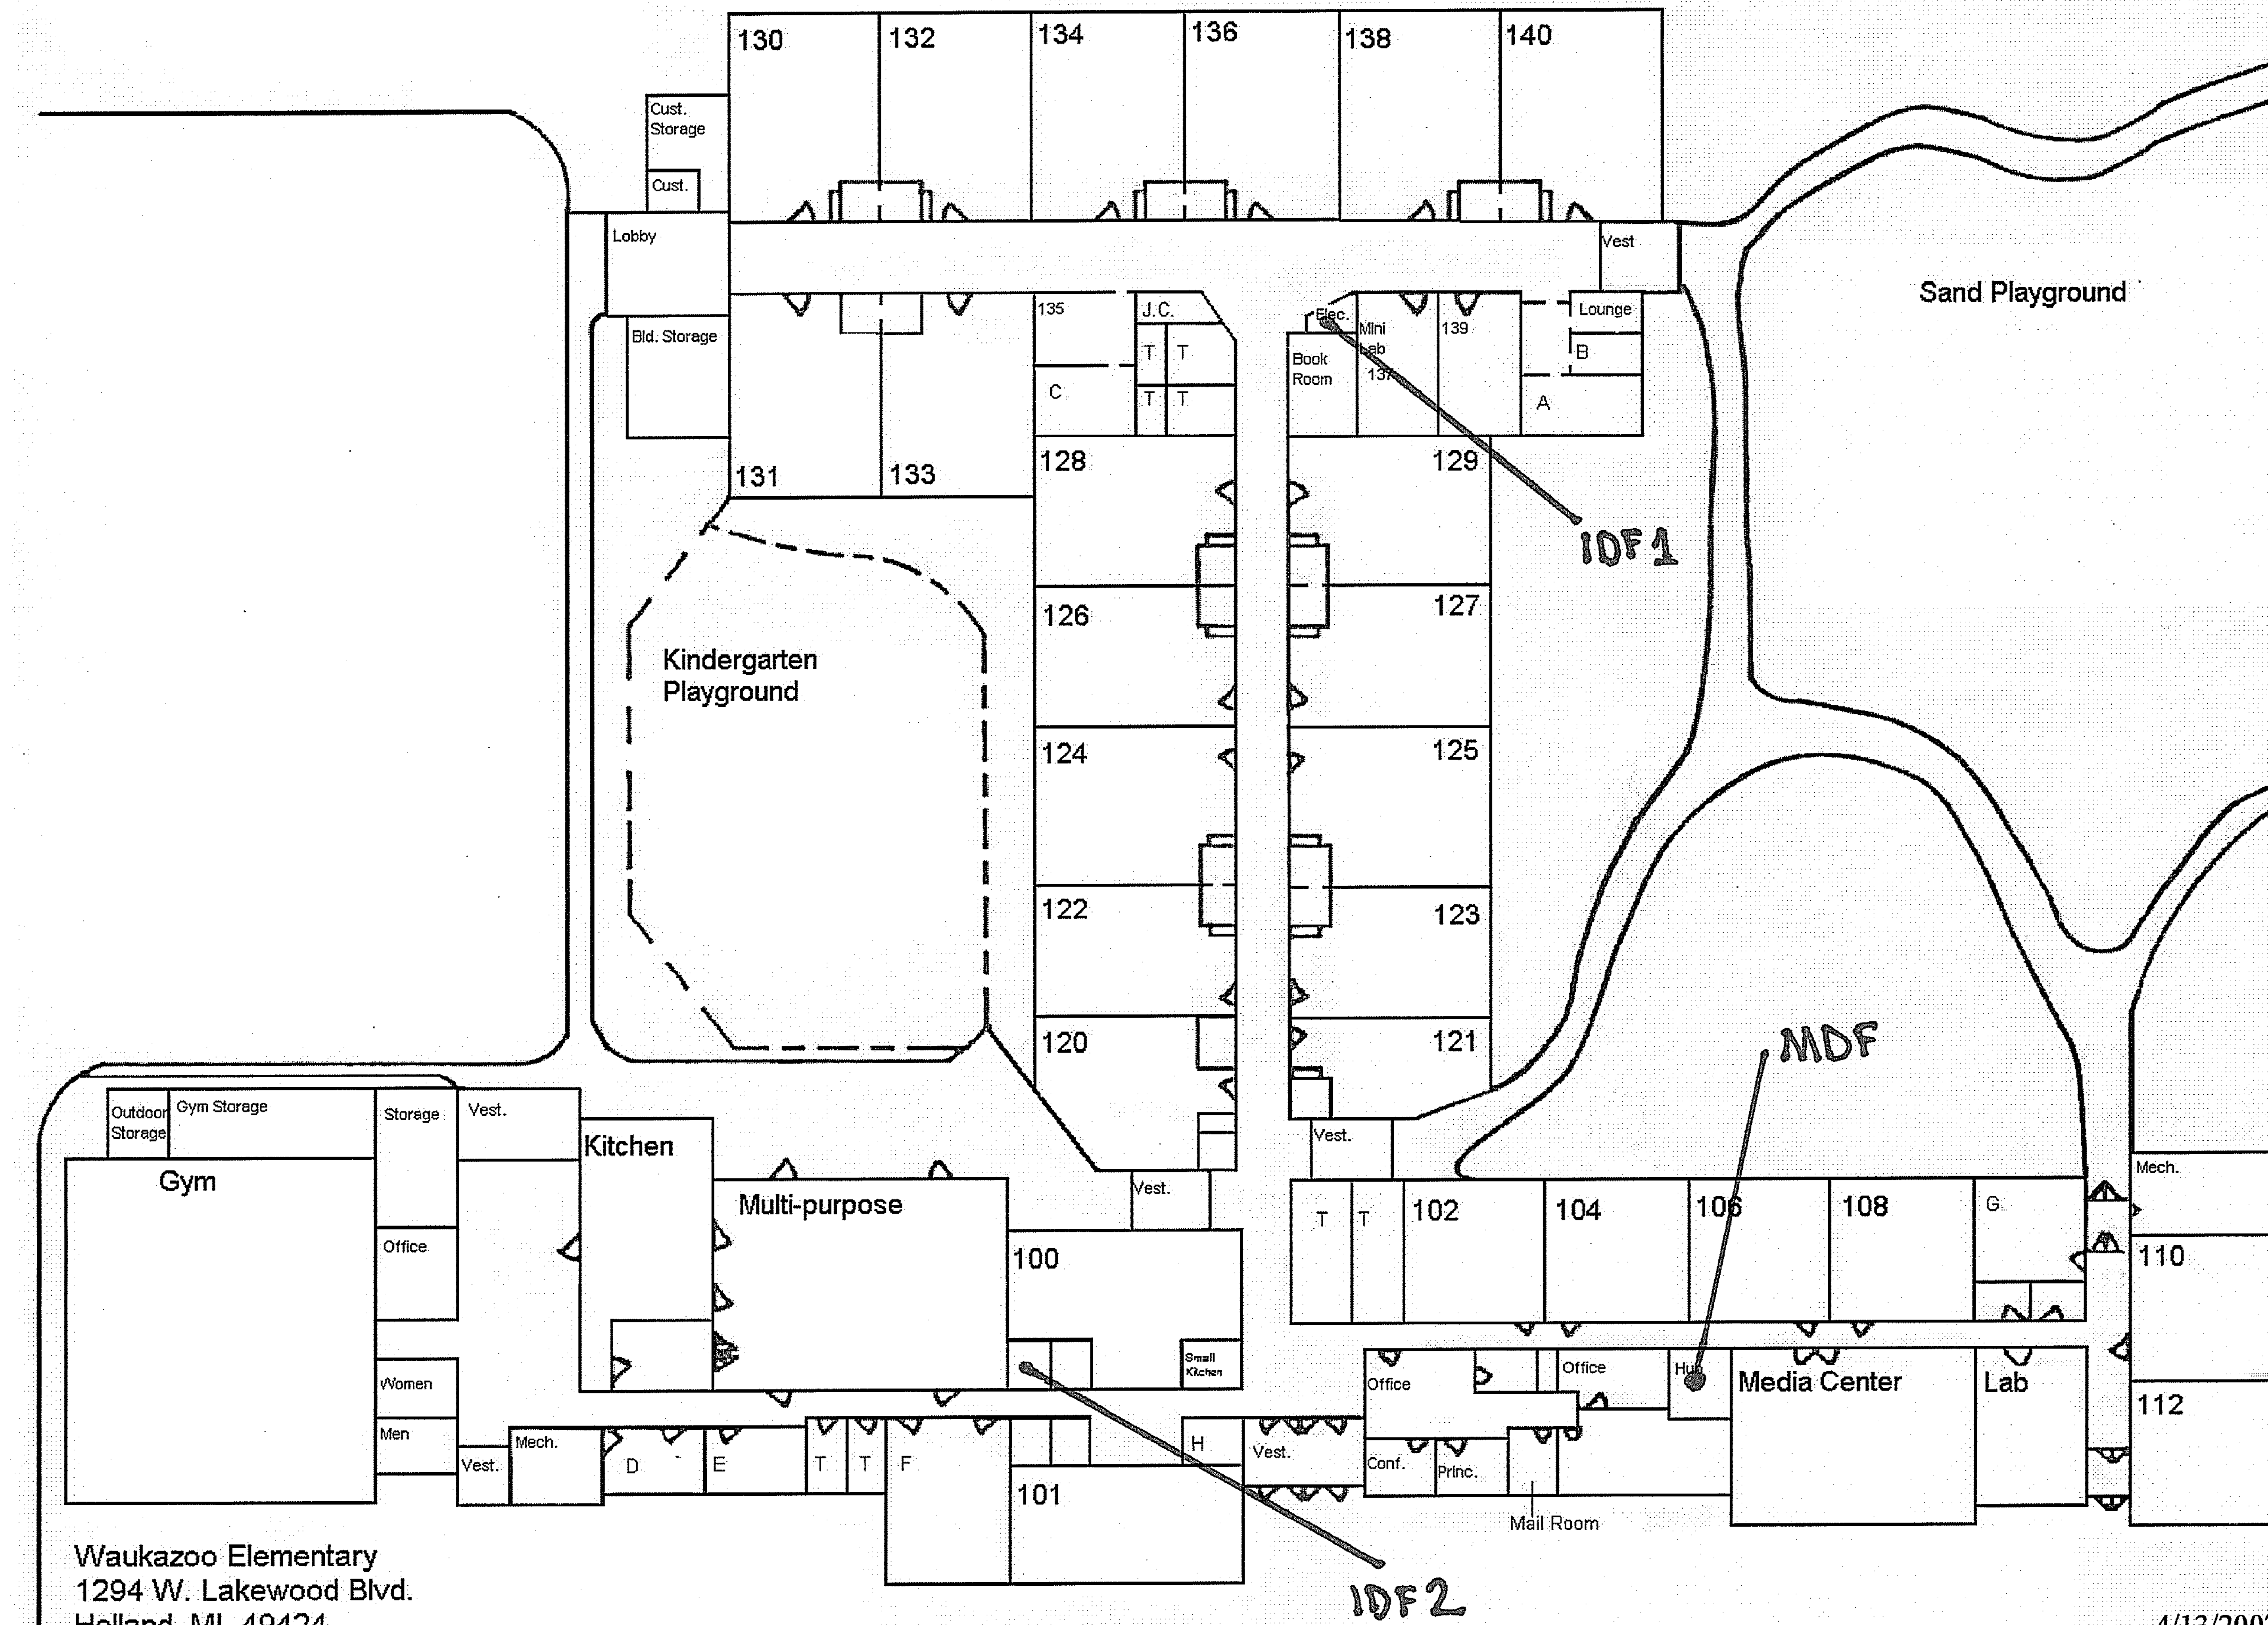 130
132
134
136
138
140
Cust.
Storage
Cust.
Lobby
Vest
Sand Playground
Bld. Storage
135
J.C.
T T
T T
C
Elec.
Mini
Lab
137
139
Book
Room
Lounge
B
A
131
133
128
129
IDF 1
126
127
Kindergarten
Playground
124
125
122
123
120
121
MDF
Outdoor
Storage
Gym Storage
Storage
Vest.
Gym
Kitchen
Multi-purpose
Office
Women
Men
Vest.
Mech.
Vest.
Vest.
100
Small
Kitchen
T
T
102
104
106
108
G
Mech.
110
112
Office
Office
Hub
Media Center
Lab
D
E
T
T
F
H
Vest.
101
Conf.
Princ.
Mail Room
IDF 2
Waukazoo Elementary
1294 W. Lakewood Blvd.
Holland, MI 49424